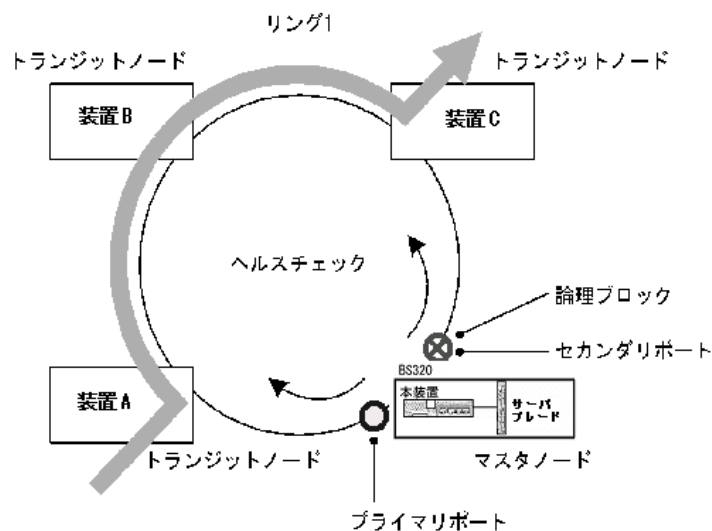 リング1
トランジットノード
トランジットノード
装置B
装置C
ヘルスチェック
論理ブロック
セカンダリポート
BS320
本装置
サーバ
ブレード
装置A
トランジットノード
マスタノード
プライマリポート